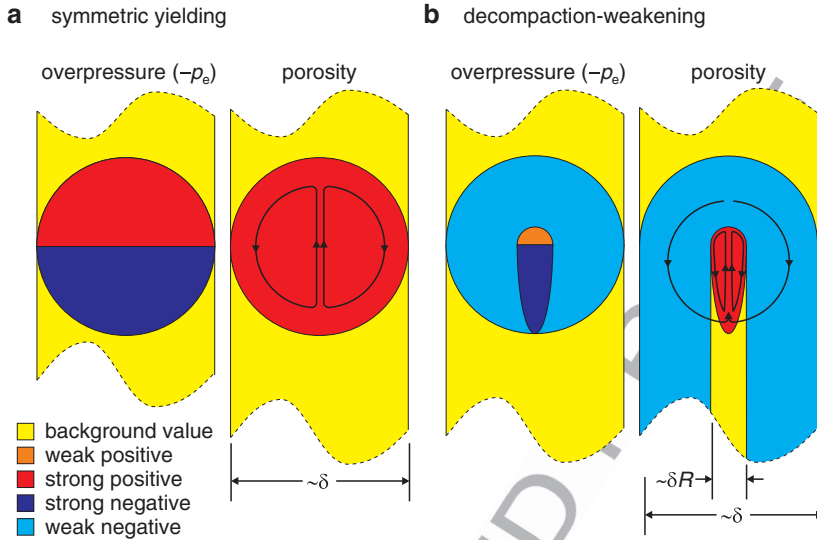 a symmetric yielding
b decompaction-weakening
overpressure (–pₑ)
porosity
overpressure (–pₑ)
porosity
background value
weak positive
strong positive
strong negative
weak negative
~δ
~δR
~δ